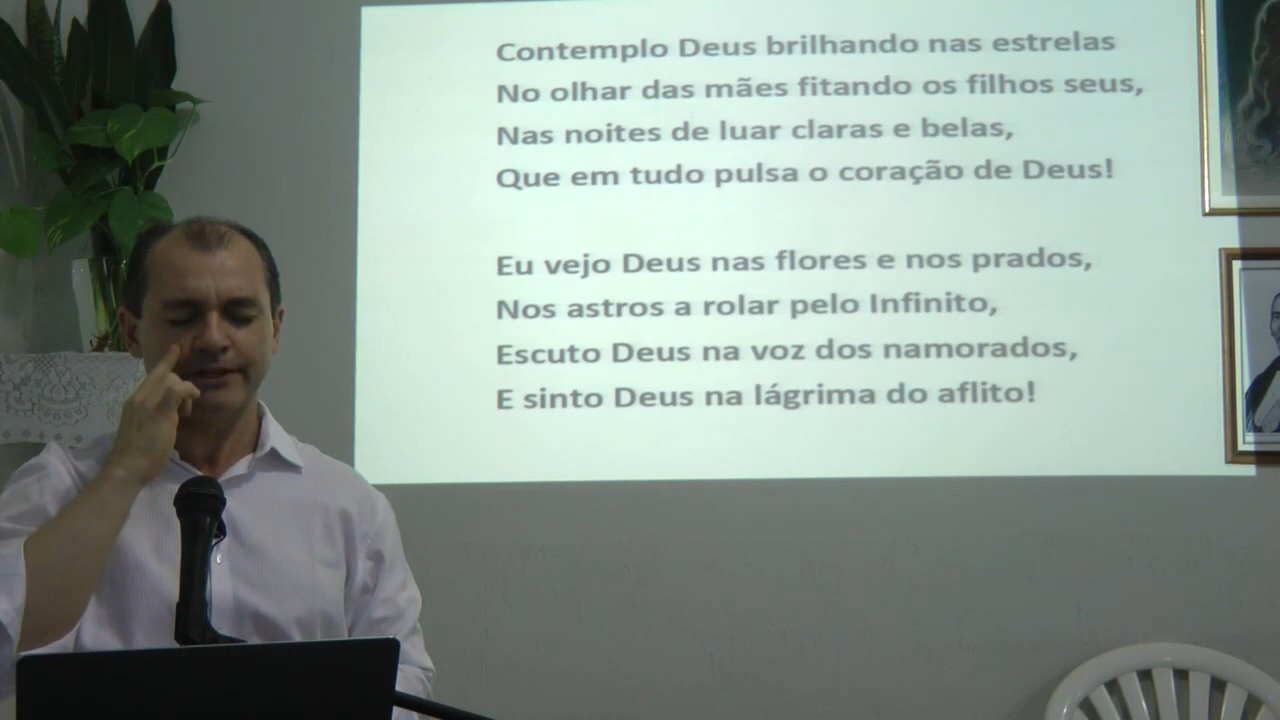 Contemplo Deus brilhando nas estrelas
No olhar das mães fitando os filhos seus,
Nas noites de luar claras e belas,
Que em tudo pulsa o coração de Deus!
Eu vejo Deus nas flores e nos prados,
Nos astros a rolar pelo Infinito,
Escuto Deus na voz dos namorados,
E sinto Deus na lágrima do aflito!